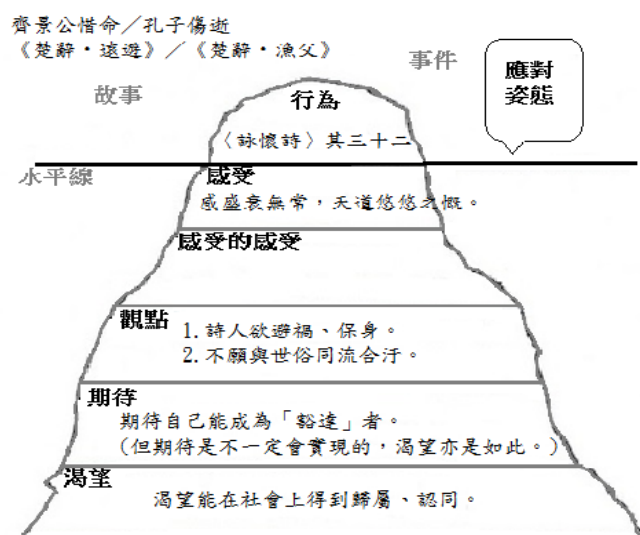 齊景公惜命／孔子傷逝
《楚辭·遠遊》／《楚辭·漁父》
事件
應對
姿態
故事
行為
〈詠懷詩〉其三十二
水平線
感受
感盛衰無常，天道悠悠之慨。
感受的感受
觀點
1. 詩人欲避禍、保身。
2. 不願與世俗同流合汙。
期待
期待自己能成為「豁達」者。
(但期待是不一定會實現的，渴望亦是如此。)
渴望
渴望能在社會上得到歸屬、認同。